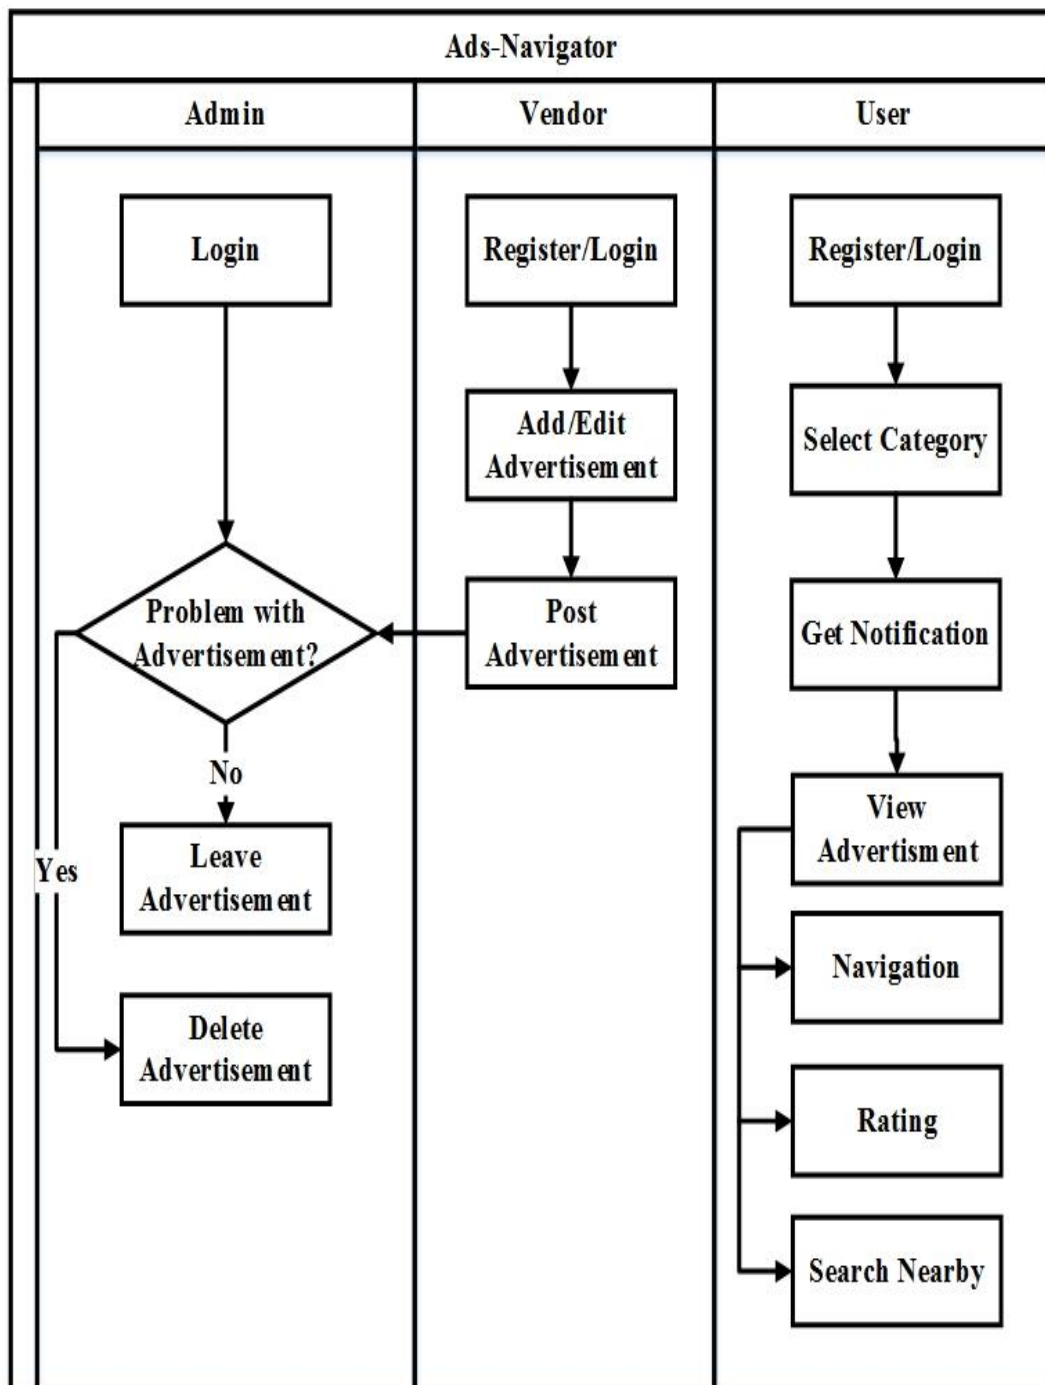 Ads-Navigator
Admin
Vendor
User
Login
Problem with
Advertisement?
No
Leave
Advertisement
Yes
Delete
Advertisement
Register/Login
Add/Edit
Advertisement
Post
Advertisement
Register/Login
Select Category
Get Notification
View
Advertisment
Navigation
Rating
Search Nearby